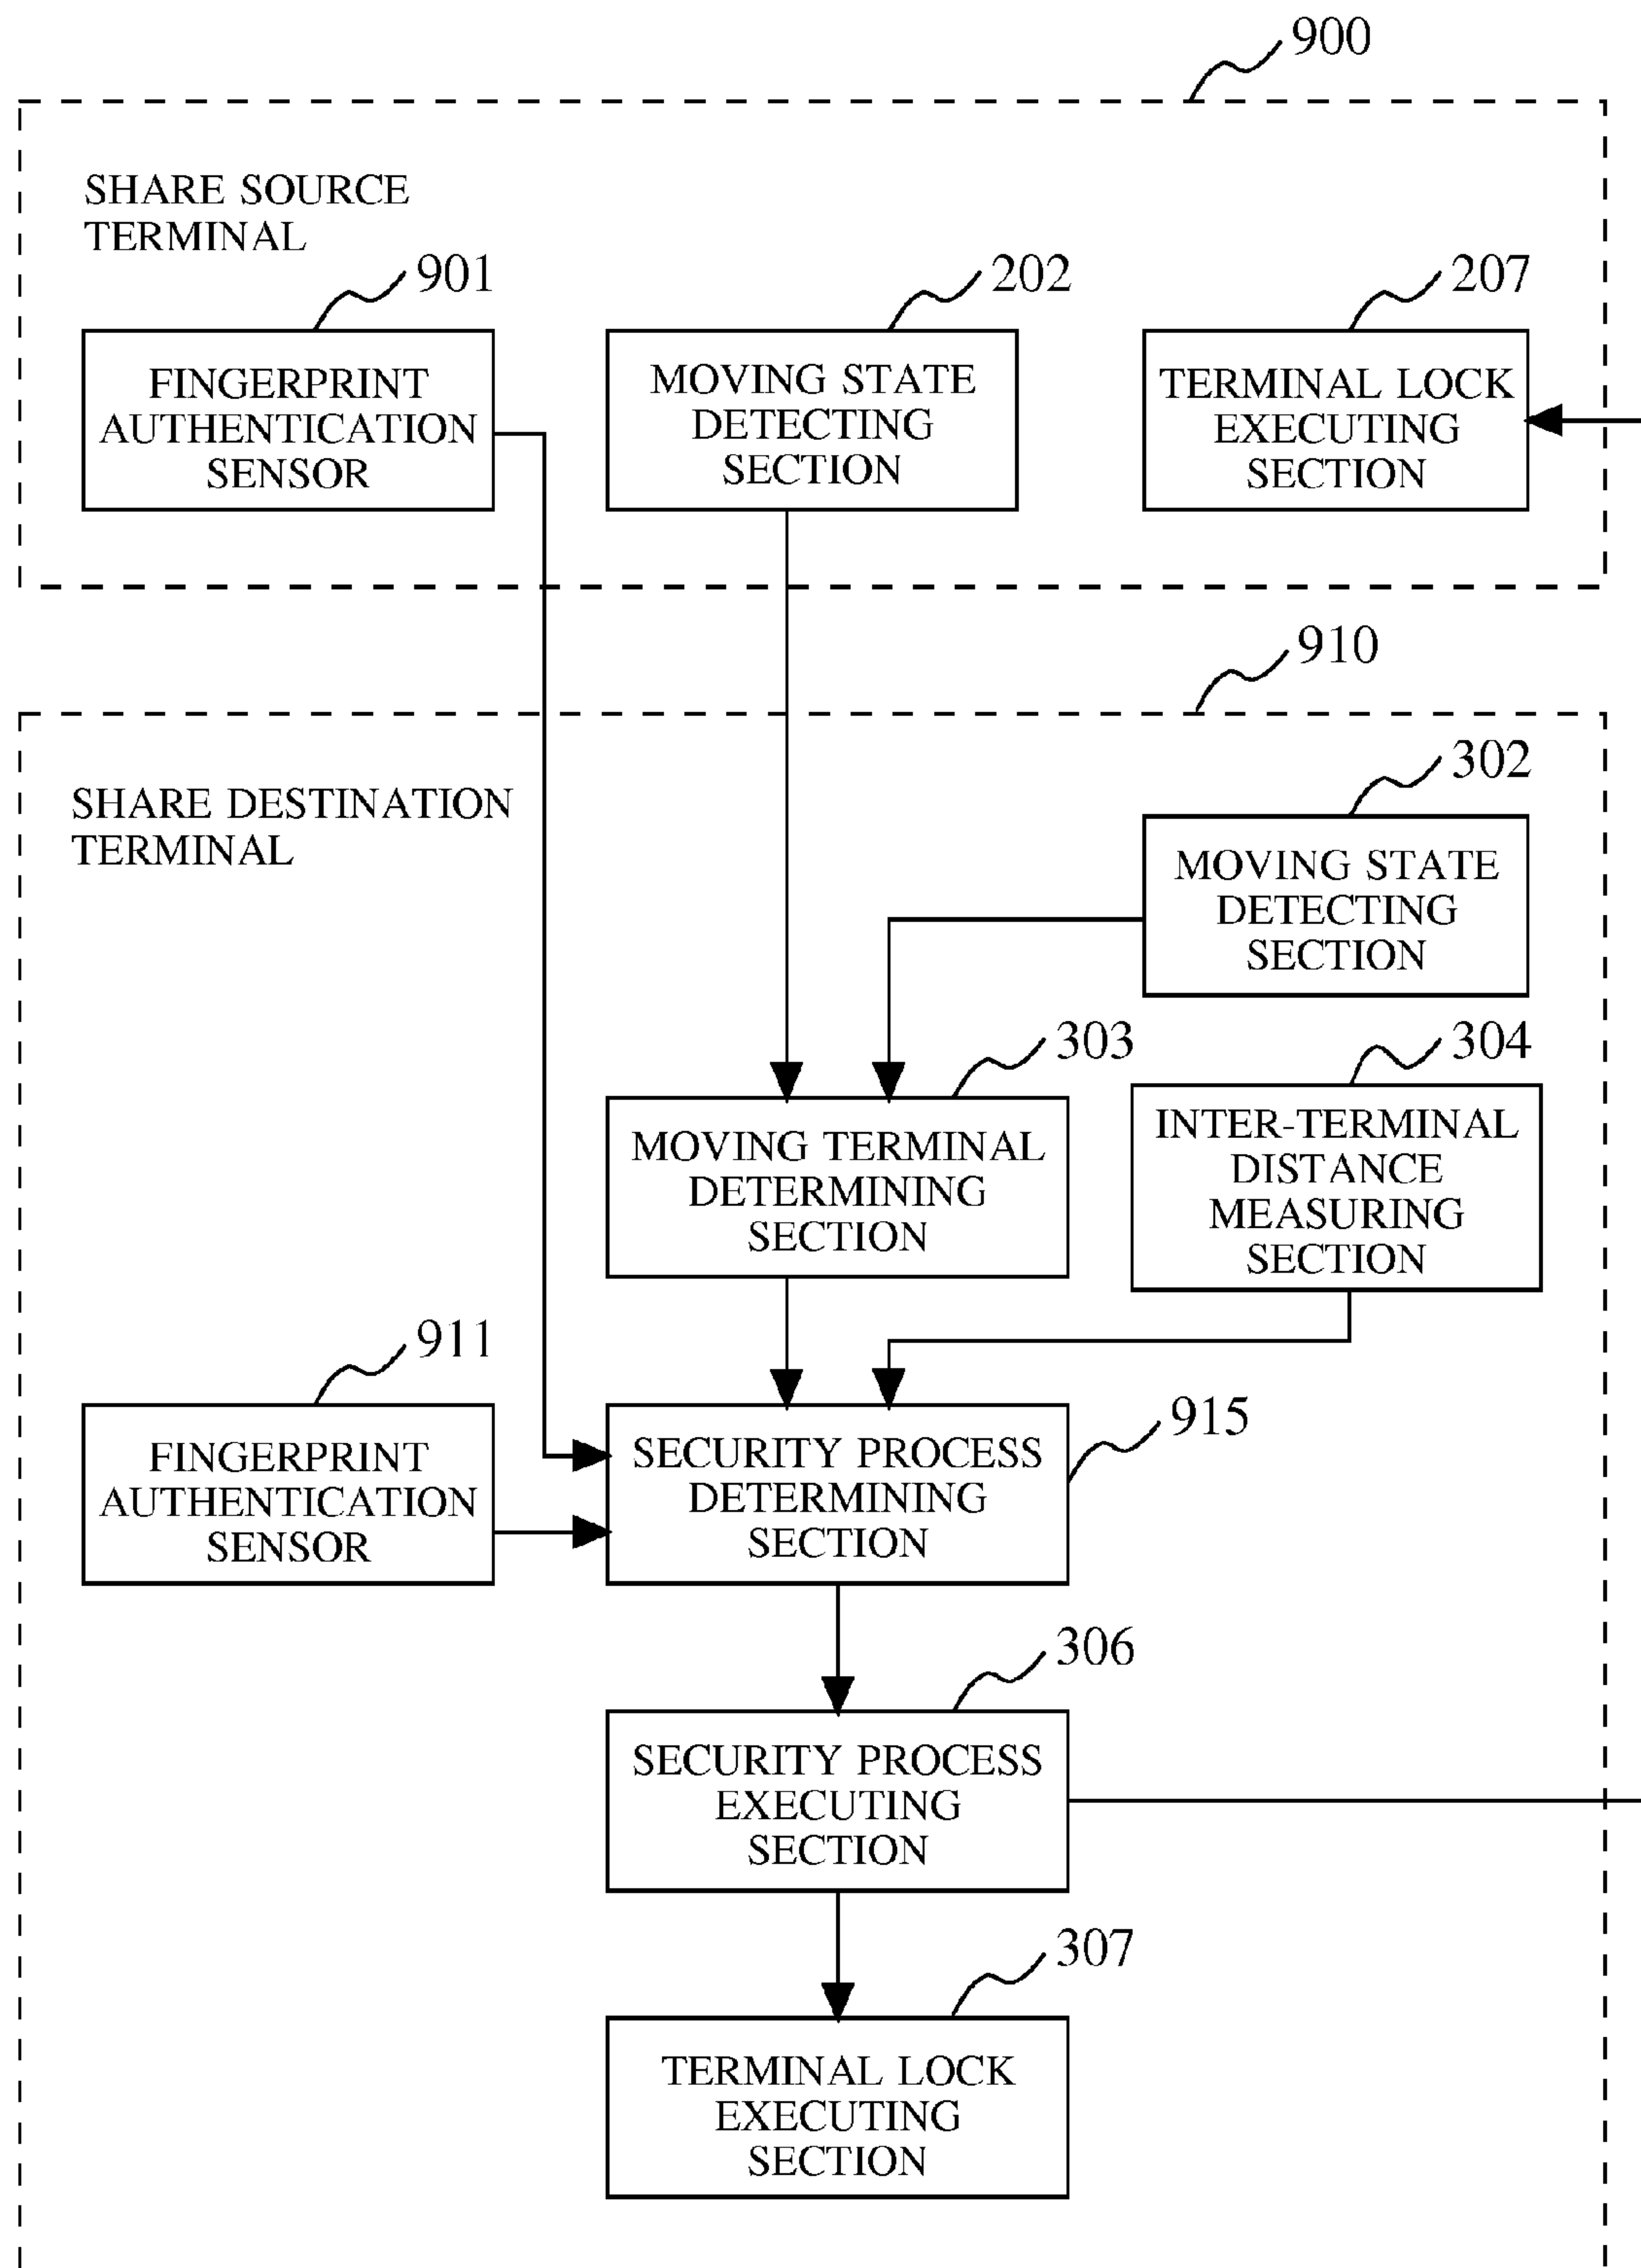 900
SHARE SOURCE
TERMINAL
901
202
207
FINGERPRINT
AUTHENTICATION
SENSOR
MOVING STATE
DETECTING
SECTION
TERMINAL LOCK
EXECUTING
SECTION
910
SHARE DESTINATION
TERMINAL
302
MOVING STATE
DETECTING
SECTION
303
304
MOVING TERMINAL
DETERMINING
SECTION
INTER-TERMINAL
DISTANCE
MEASURING
SECTION
911
915
FINGERPRINT
AUTHENTICATION
SENSOR
SECURITY PROCESS
DETERMINING
SECTION
306
SECURITY PROCESS
EXECUTING
SECTION
307
TERMINAL LOCK
EXECUTING
SECTION